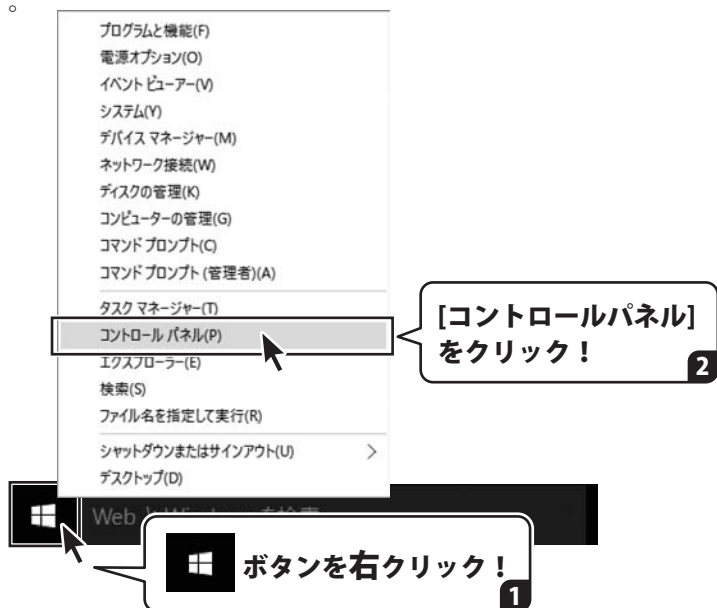 。
プログラムと機能(F)
電源オプション(O)
イベント ビューアー(V)
システム(Y)
デバイス マネージャー(M)
ネットワーク接続(W)
ディスクの管理(K)
コンピューターの管理(G)
コマンド プロンプト(C)
コマンド プロンプト (管理者)(A)
タスク マネージャー(T)
コントロール パネル(P)
エクスプローラー(E)
検索(S)
ファイル名を指定して実行(R)
シャットダウンまたはサインアウト(U)
デスクトップ(D)
[コントロールパネル]
をクリック！
2
Web
ボタンを右クリック！
1